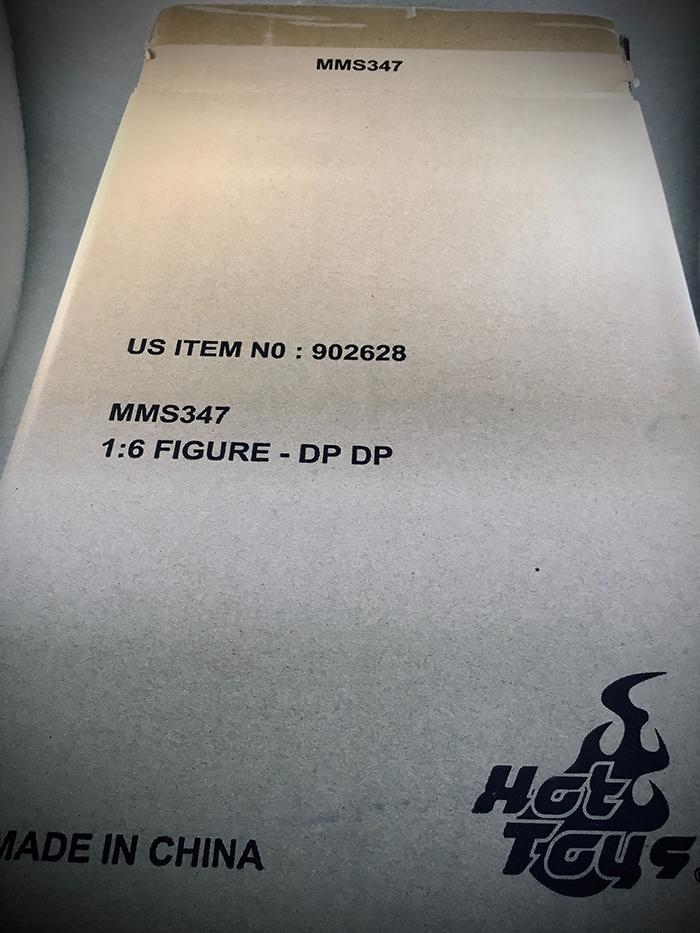 MMS347
US ITEM N0 : 902628
MMS347
1:6 FIGURE - DP DP
Hot
Toys
MADE IN CHINA